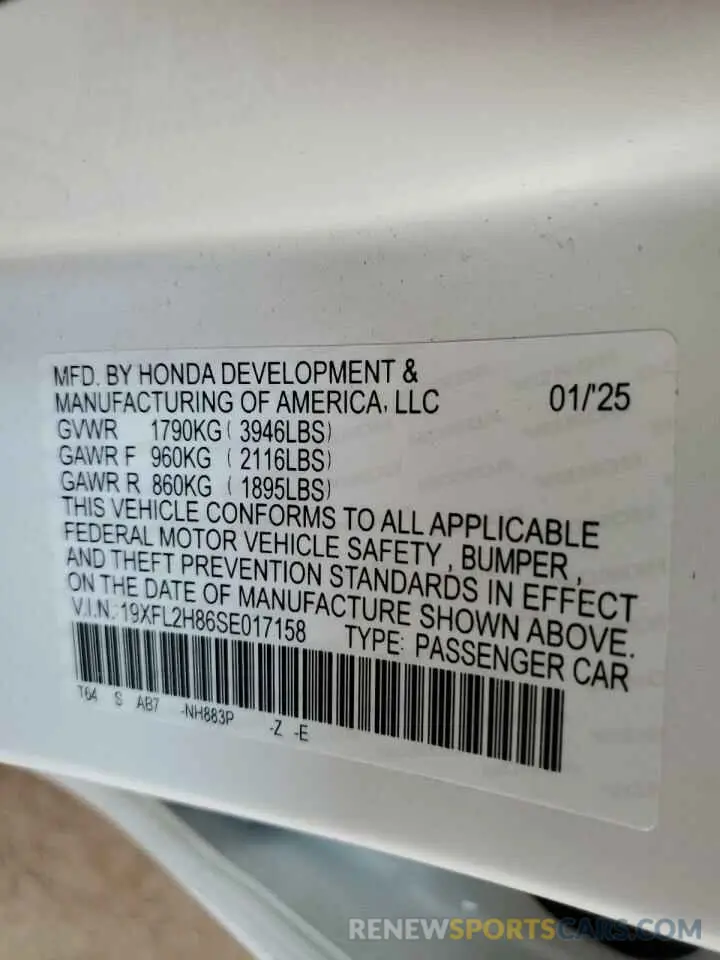 MFD. BY HONDA DEVELOPMENT &
MANUFACTURING OF AMERICA, LLC 01/'25
GVWR 1790KG ( 3946LBS)
GAWR F 960KG ( 2116LBS)
GAWR R 860KG ( 1895LBS)
THIS VEHICLE CONFORMS TO ALL APPLICABLE
FEDERAL MOTOR VEHICLE SAFETY , BUMPER ,
AND THEFT PREVENTION STANDARDS IN EFFECT
ON THE DATE OF MANUFACTURE SHOWN ABOVE.
V.I.N.: 19XFL2H86SE017158 TYPE: PASSENGER CAR
T64 S AB7 -NH883P -Z -E
RENEWSPORTSCARS.COM